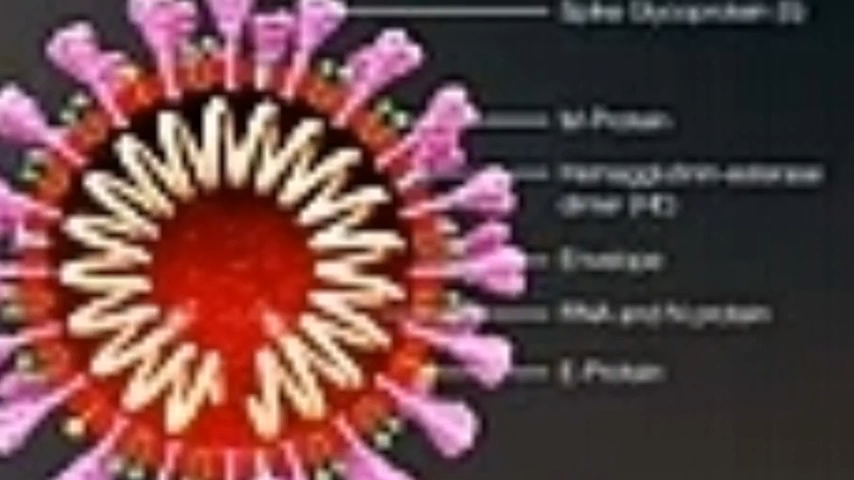 Spike Glycoprotein (S)
M-Protein
Hemagglutinin-esterase
dimer (HE)
Envelope
RNA and N protein
E-Protein